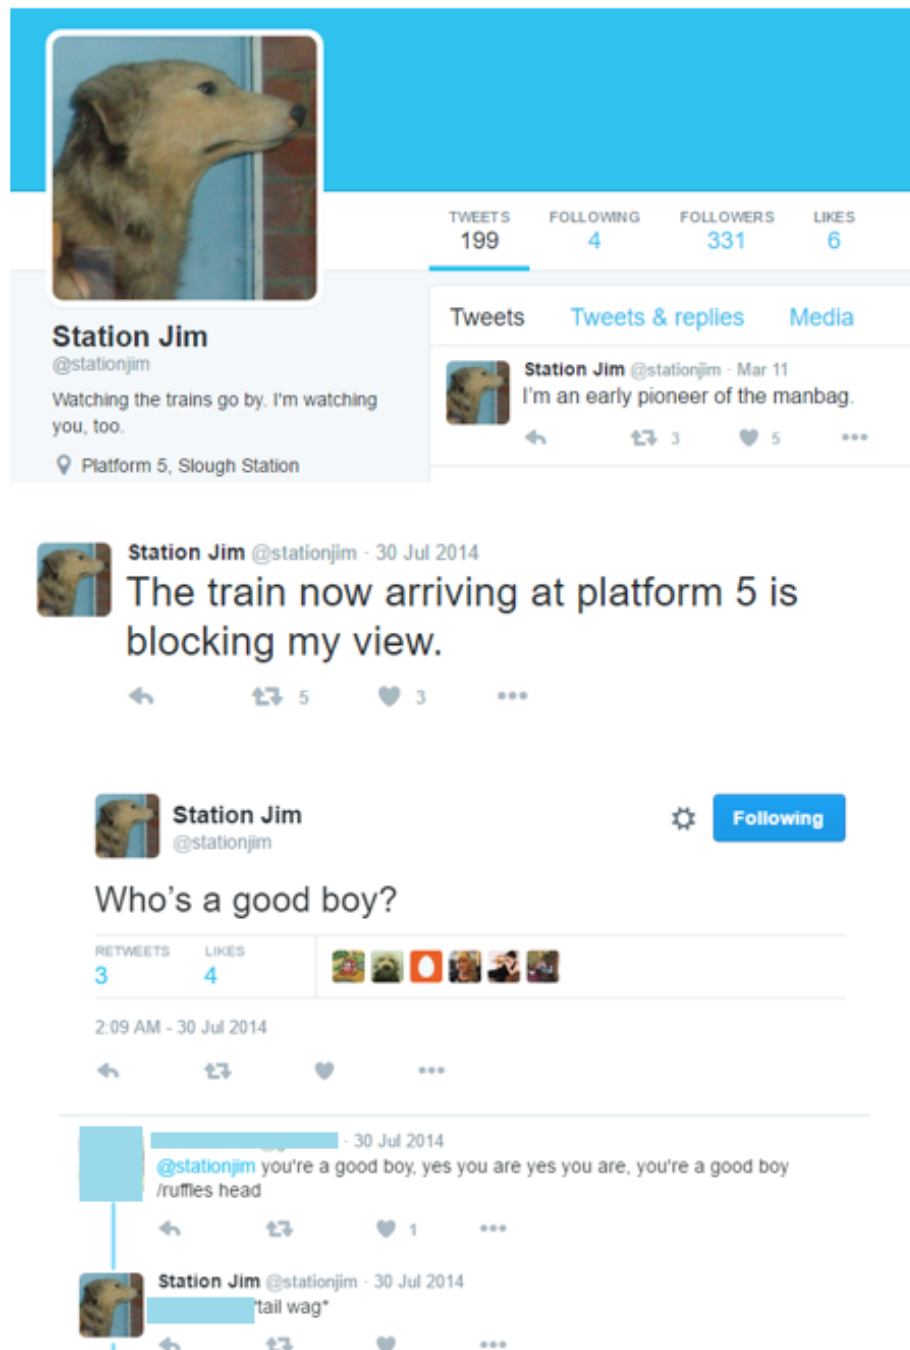 TWEETS FOLLOWING FOLLOWERS LIKES
199 4 331 6
Station Jim
@stationjim
Watching the trains go by. I'm watching
you, too.
Platform 5, Slough Station
Tweets Tweets & replies Media
Station Jim @stationjim · Mar 11
I'm an early pioneer of the manbag.
3 5
Station Jim @stationjim · 30 Jul 2014
The train now arriving at platform 5 is
blocking my view.
5 3
Station Jim
@stationjim
Following
Who's a good boy?
RETWEETS LIKES
3 4
2:09 AM - 30 Jul 2014
· 30 Jul 2014
@stationjim you're a good boy, yes you are yes you are, you're a good boy
/ruffles head
1
Station Jim @stationjim · 30 Jul 2014
*tail wag*